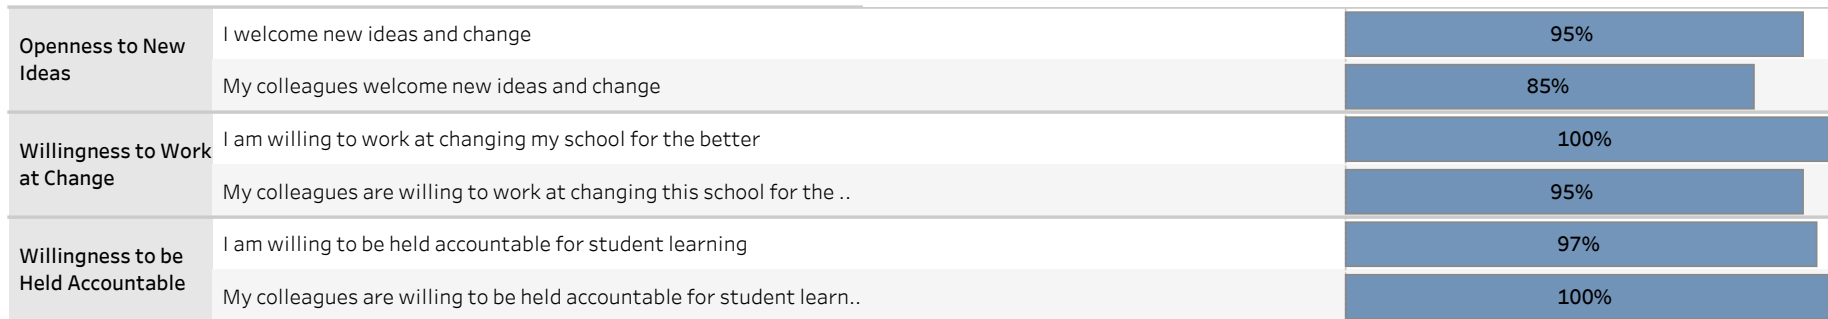 Openness to New
Ideas
I welcome new ideas and change
95%
My colleagues welcome new ideas and change
85%
Willingness to Work
at Change
I am willing to work at changing my school for the better
100%
My colleagues are willing to work at changing this school for the ..
95%
Willingness to be
Held Accountable
I am willing to be held accountable for student learning
97%
My colleagues are willing to be held accountable for student learn..
100%